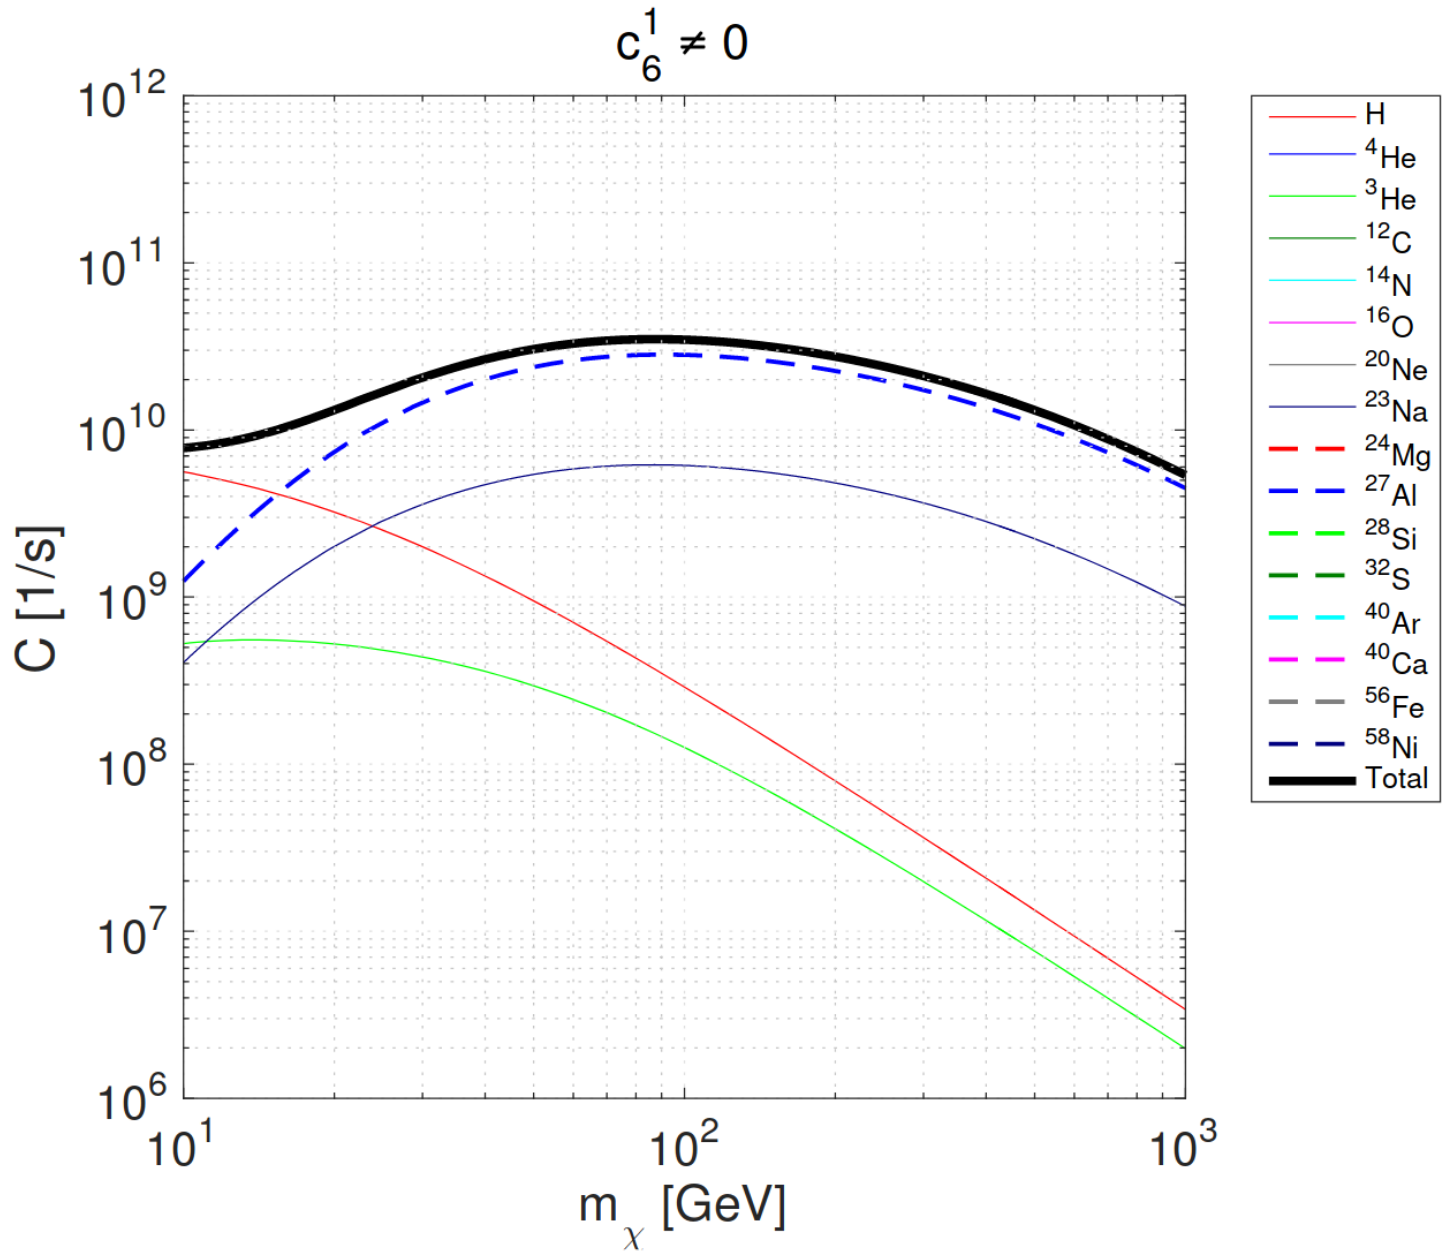 c₆¹ ≠ 0
10¹²
10¹¹
10¹⁰
10⁹
10⁸
10⁷
10⁶
C [1/s]
10¹
10²
10³
m_χ [GeV]
H
⁴He
³He
¹²C
¹⁴N
¹⁶O
²⁰Ne
²³Na
²⁴Mg
²⁷Al
²⁸Si
³²S
⁴⁰Ar
⁴⁰Ca
⁵⁶Fe
⁵⁸Ni
Total